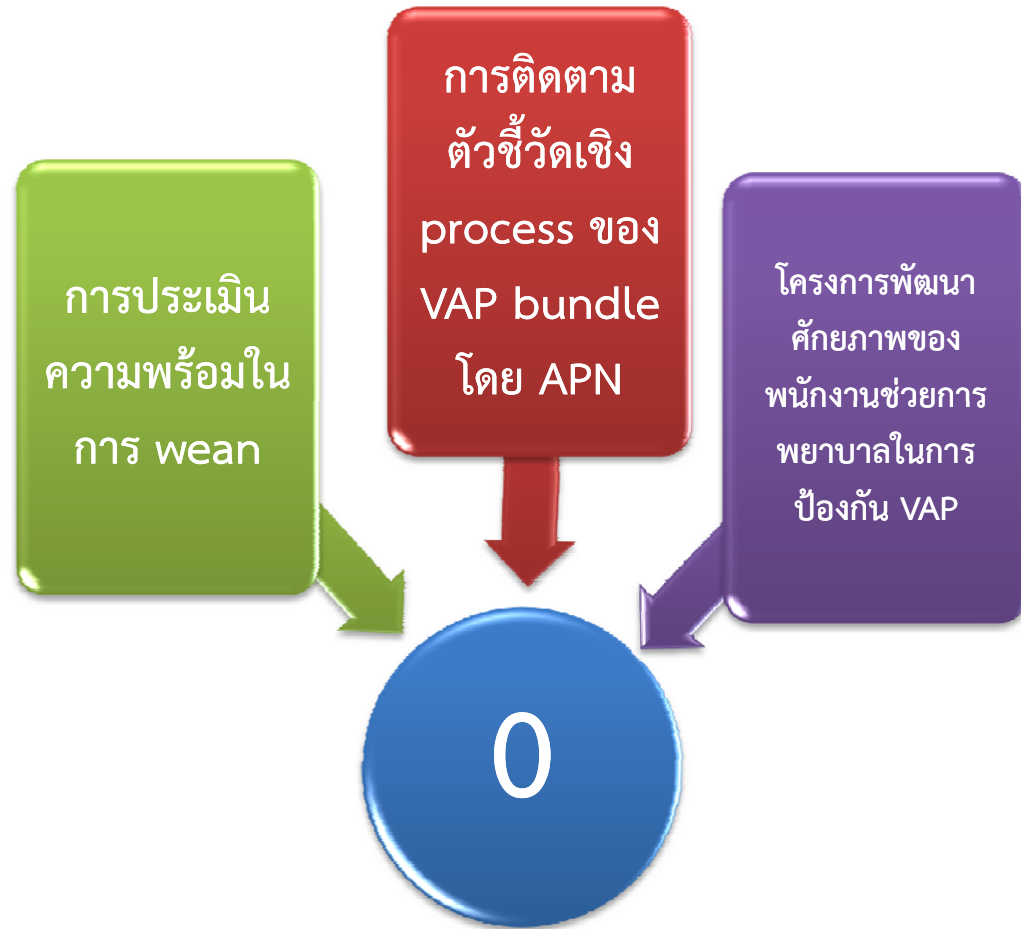 การประเมิน
ความพร้อมใน
การ wean
การติดตาม
ตัวชี้วัดเชิง
process ของ
VAP bundle
โดย APN
โครงการพัฒนา
ศักยภาพของ
พนักงานช่วยการ
พยาบาลในการ
ป้องกัน VAP
0